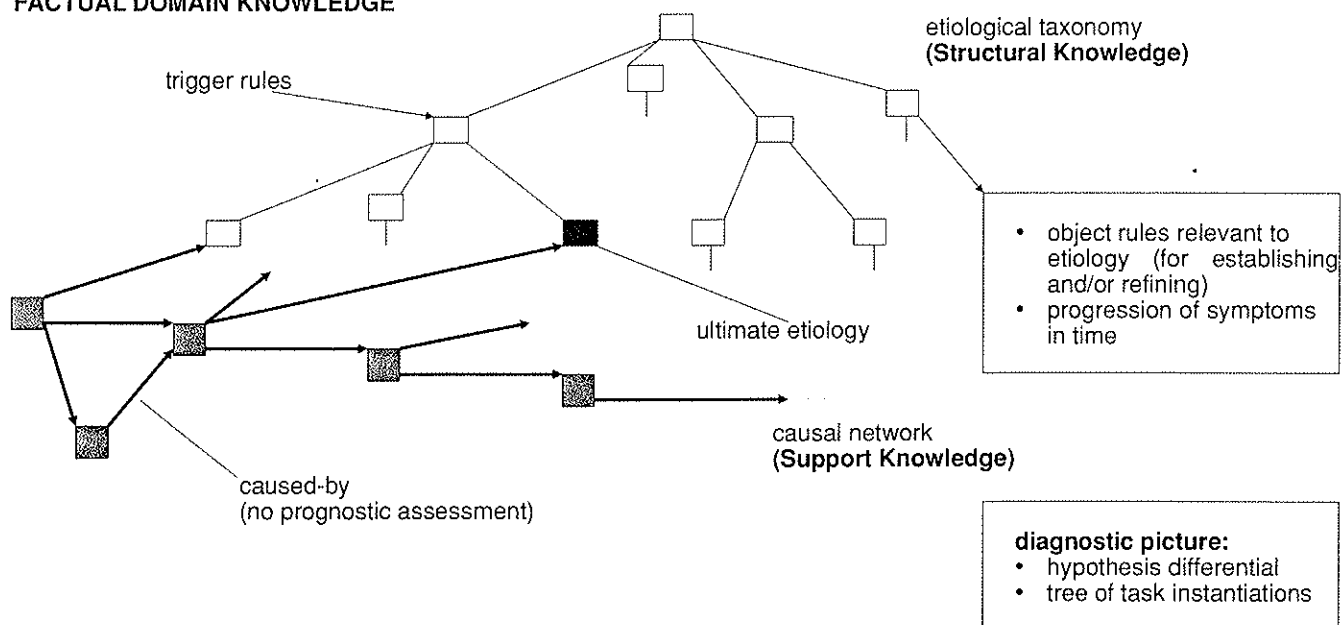 FACTUAL DOMAIN KNOWLEDGE
etiological taxonomy
(Structural Knowledge)
trigger rules
• object rules relevant to
etiology (for establishing
and/or refining)
• progression of symptoms
in time
ultimate etiology
causal network
(Support Knowledge)
caused-by
(no prognostic assessment)
diagnostic picture:
• hypothesis differential
• tree of task instantiations